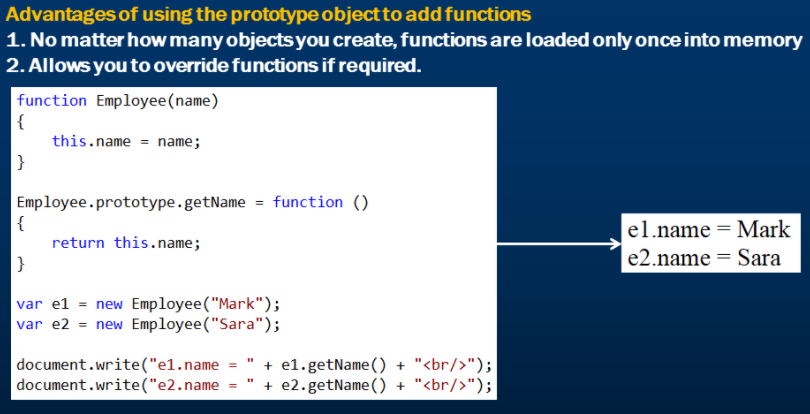 Advantages of using the prototype object to add functions
1. No matter how many objects you create, functions are loaded only once into memory
2. Allows you to override functions if required.
function Employee(name)
{
    this.name = name;
}
Employee.prototype.getName = function ()
{
    return this.name;
}
var e1 = new Employee("Mark");
var e2 = new Employee("Sara");
document.write("e1.name = " + e1.getName() + "<br/>");
document.write("e2.name = " + e2.getName() + "<br/>");
e1.name = Mark
e2.name = Sara